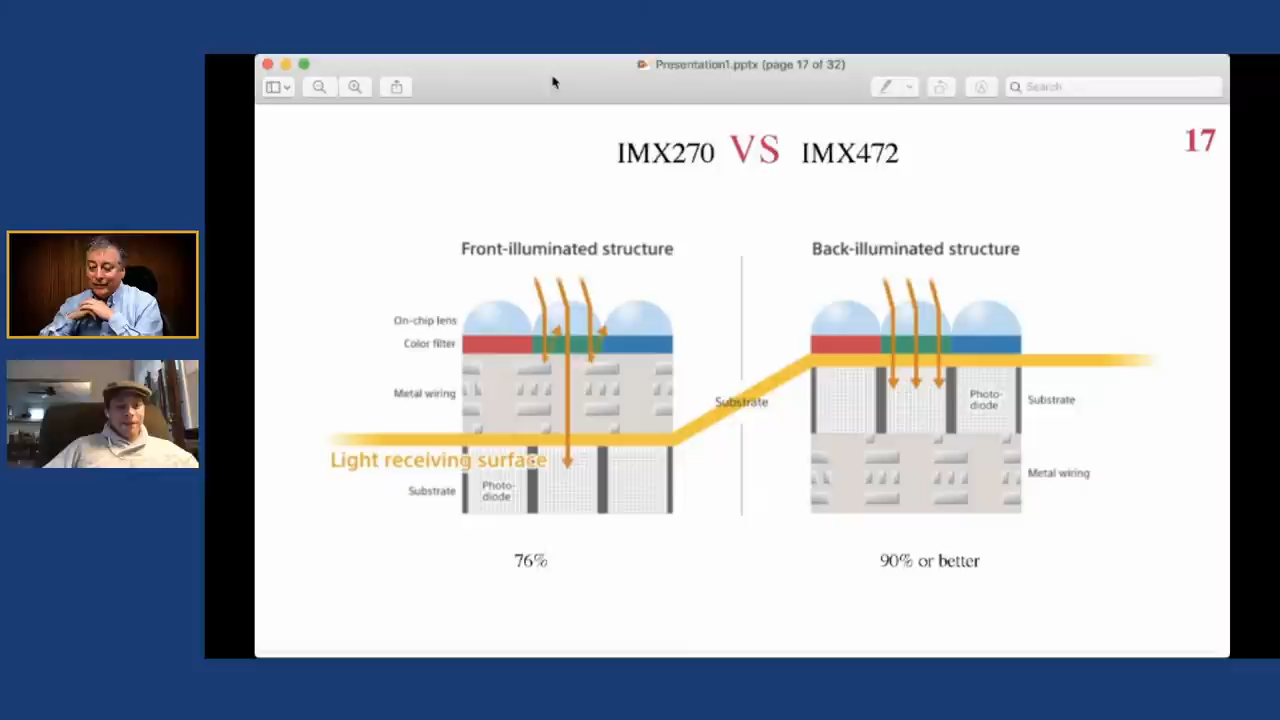 Presentation1.pptx (page 17 of 32)
Search
IMX270 VS IMX472
17
Front-illuminated structure
Back-illuminated structure
On-chip lens
Color filter
Metal wiring
Substrate
Light receiving surface
Substrate
Photo-
diode
Photo-
diode
Substrate
Metal wiring
76%
90% or better